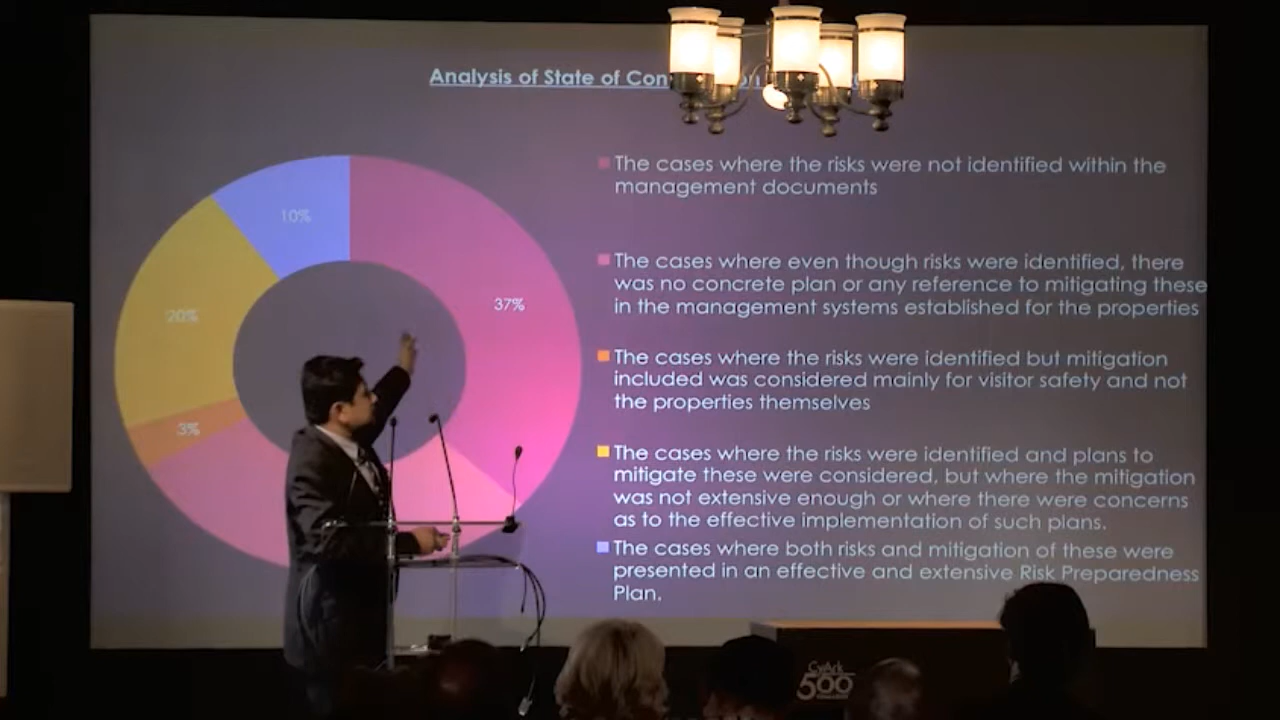 Analysis of State of
The cases where the risks were not identified within the
management documents
The cases where even though risks were identified, there
was no concrete plan or any reference to mitigating these
in the management systems established for the properties
The cases where the risks were identified but mitigation
included was considered mainly for visitor safety and not
the properties themselves
The cases where the risks were identified and plans to
mitigate these were considered, but where the mitigation
was not extensive enough or where there were concerns
as to the effective implementation of such plans.
The cases where both risks and mitigation of these were
presented in an effective and extensive Risk Preparedness
Plan.
10%
37%
20%
3%
CyArk
500